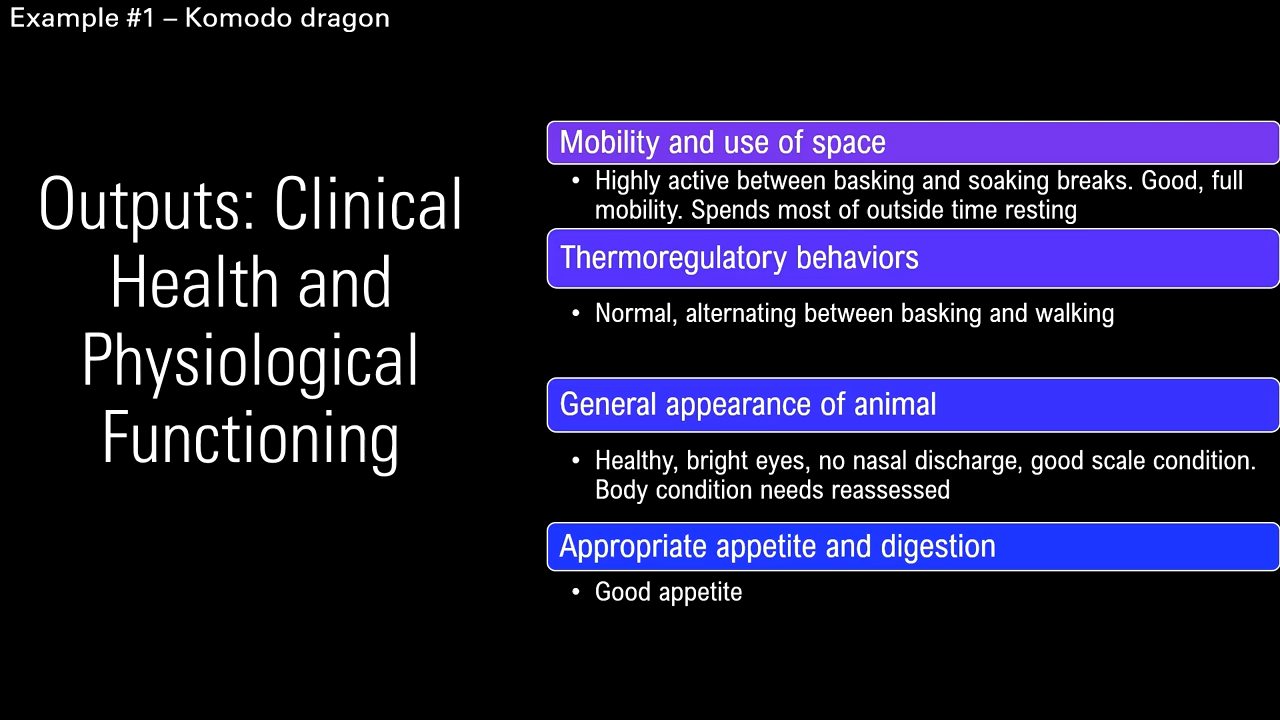 Example #1 – Komodo dragon
Outputs: Clinical
Health and
Physiological
Functioning
Mobility and use of space
• Highly active between basking and soaking breaks. Good, full
mobility. Spends most of outside time resting
Thermoregulatory behaviors
• Normal, alternating between basking and walking
General appearance of animal
• Healthy, bright eyes, no nasal discharge, good scale condition.
Body condition needs reassessed
Appropriate appetite and digestion
• Good appetite